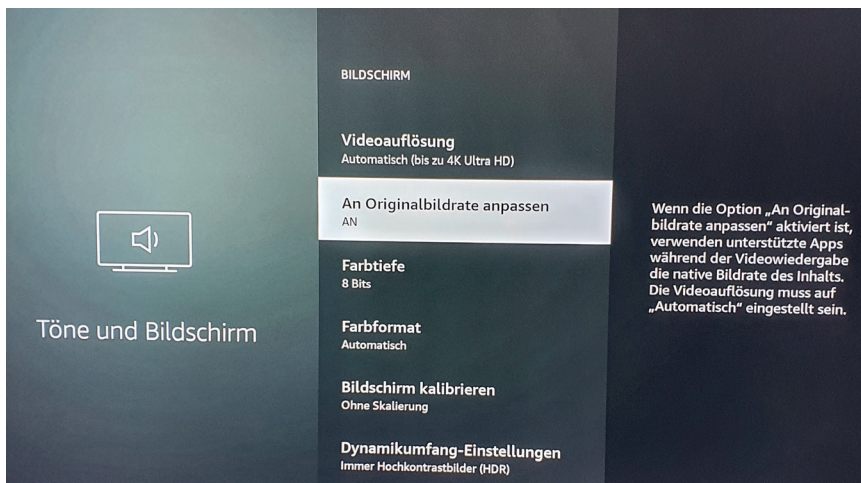 Töne und Bildschirm
BILDSCHIRM
Videoauflösung
Automatisch (bis zu 4K Ultra HD)
An Originalbildrate anpassen
AN
Farbtiefe
8 Bits
Farbformat
Automatisch
Bildschirm kalibrieren
Ohne Skalierung
Dynamikumfang-Einstellungen
Immer Hochkontrastbilder (HDR)
Wenn die Option „An Original-
bildrate anpassen“ aktiviert ist,
verwenden unterstützte Apps
während der Videowiedergabe
die native Bildrate des Inhalts.
Die Videoauflösung muss auf
„Automatisch“ eingestellt sein.